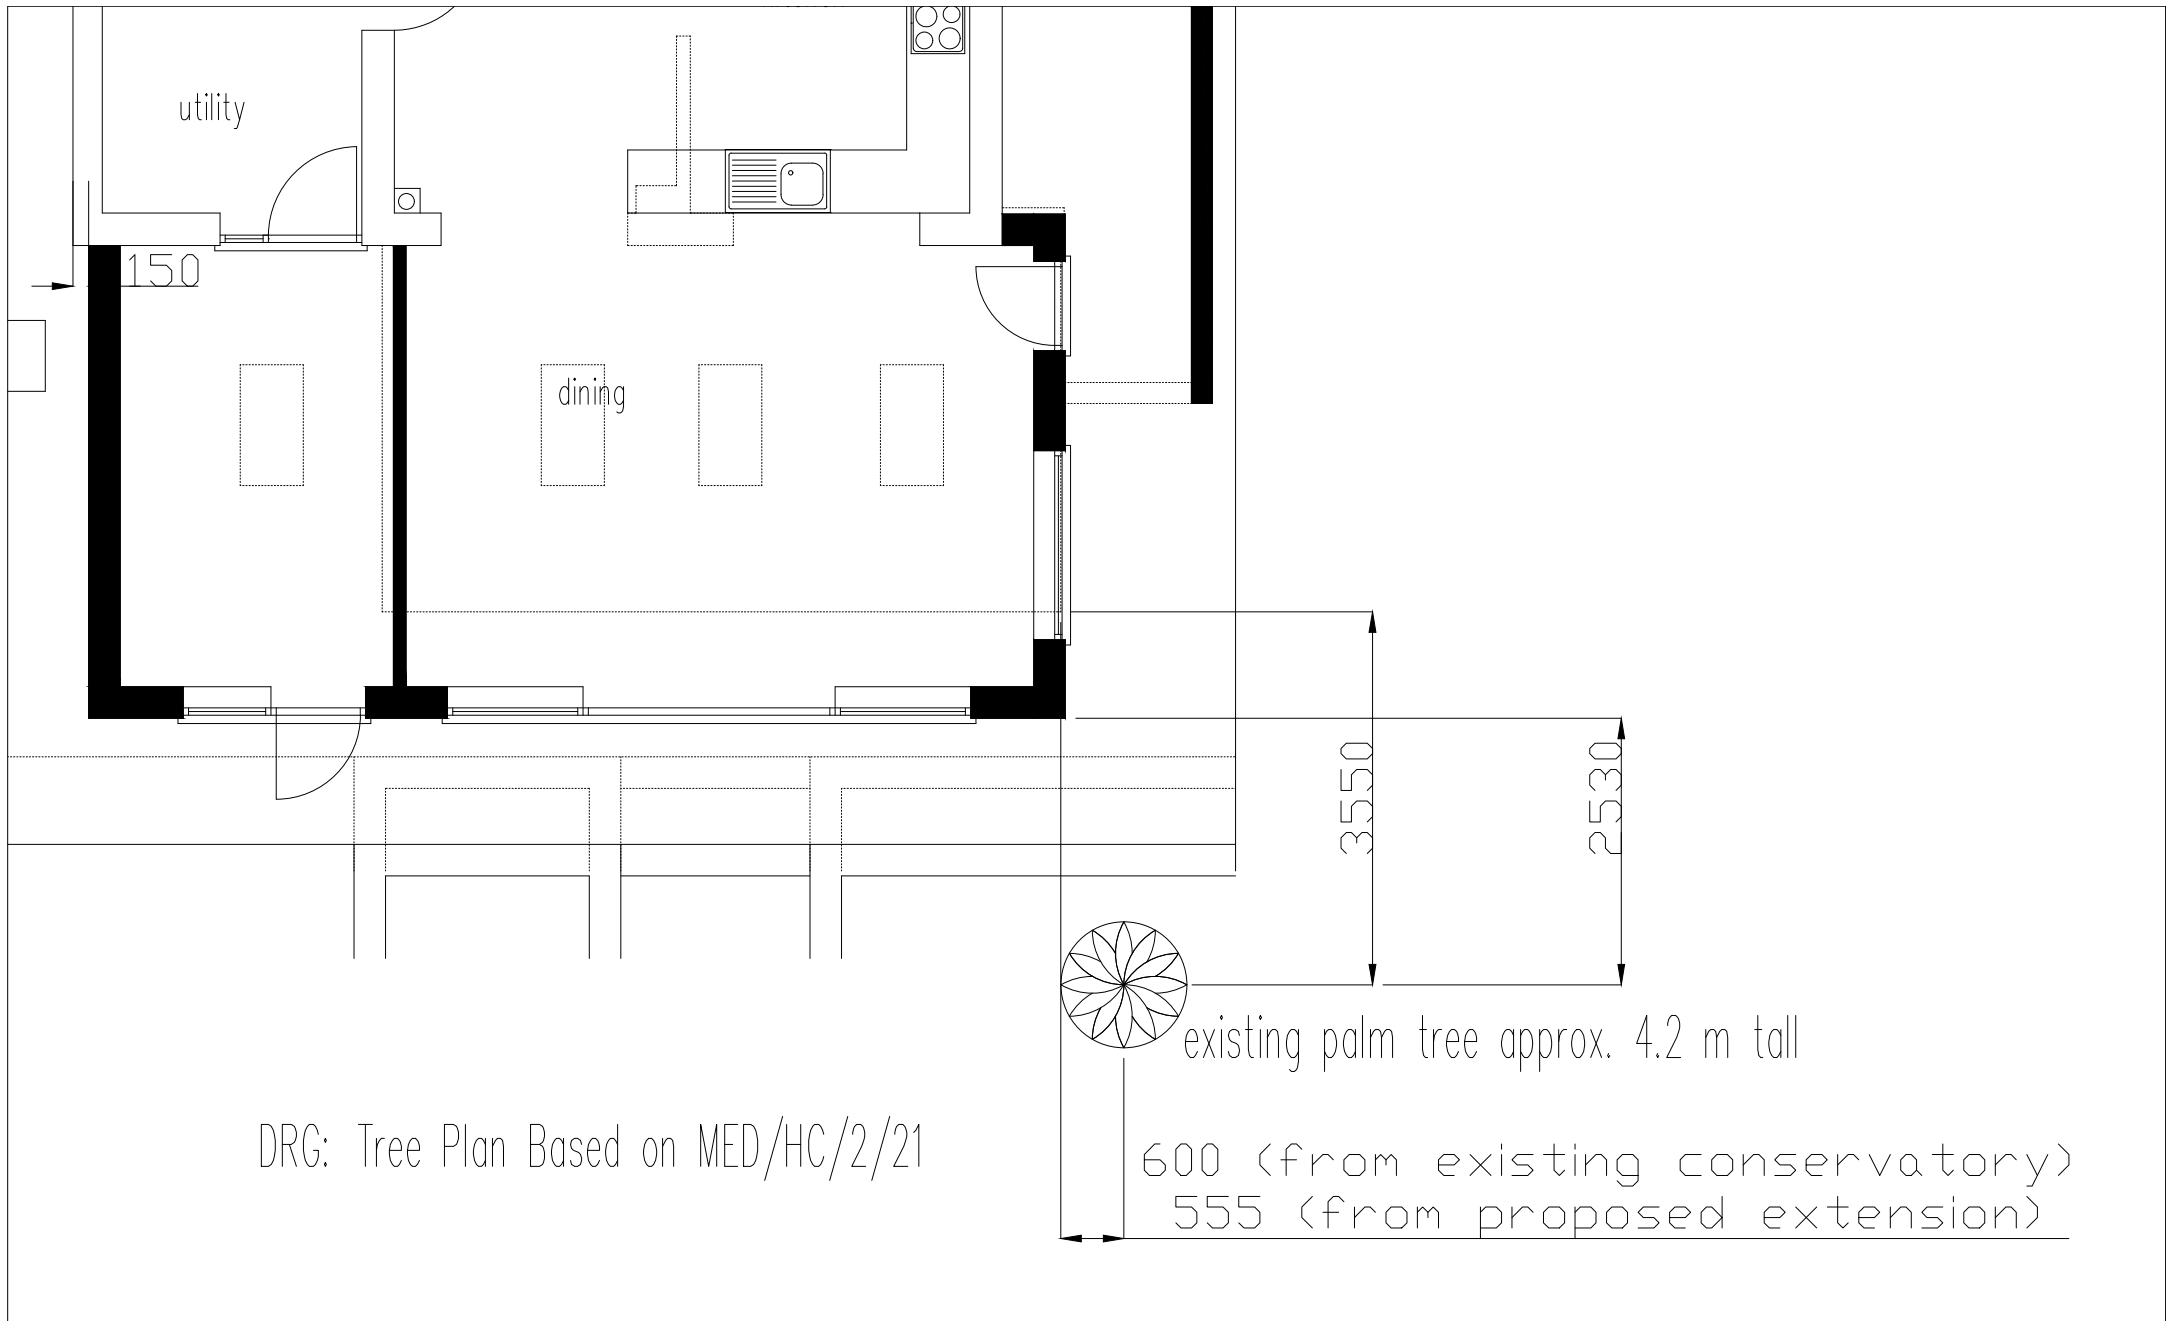 utility
150
dining
3550
2530
existing palm tree approx. 4.2 m tall
DRG: Tree Plan Based on MED/HC/2/21
600 (from existing conservatory)
555 (from proposed extension)